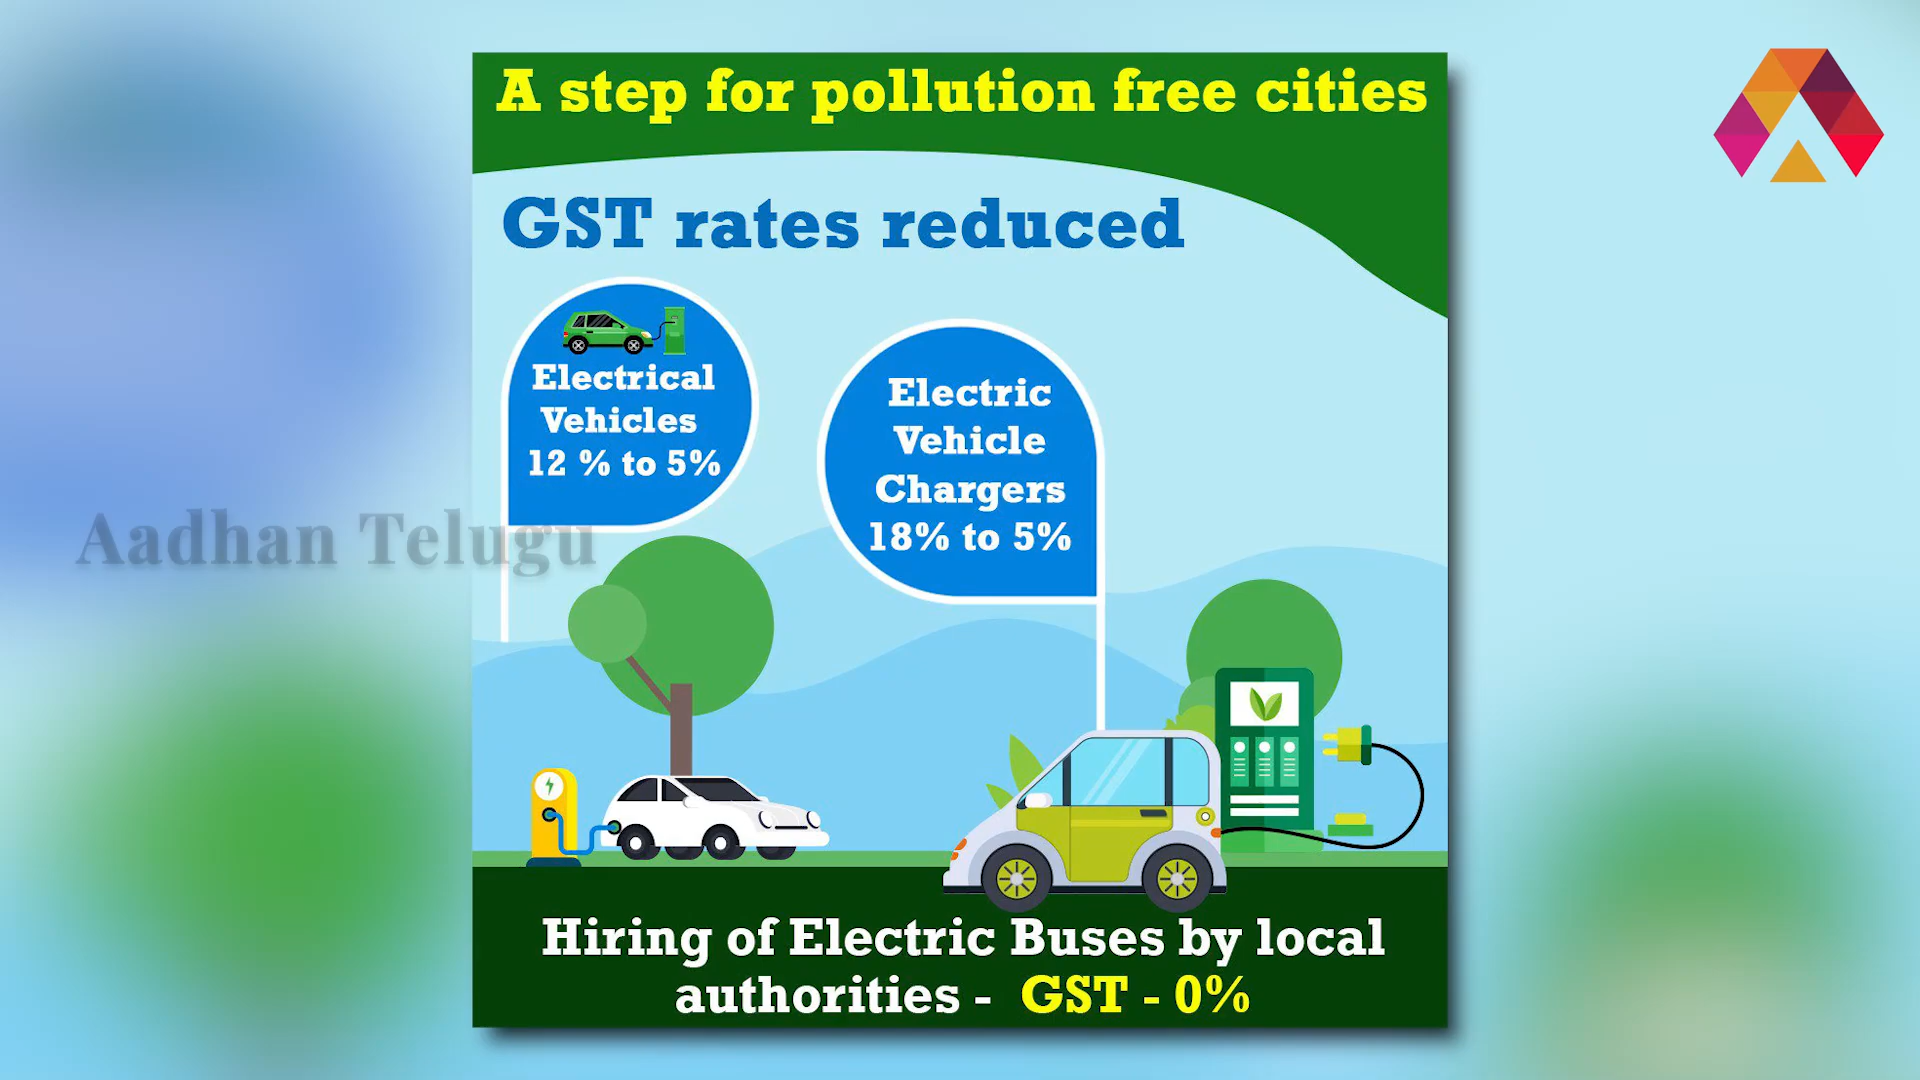 A step for pollution free cities
GST rates reduced
Electrical
Vehicles
12 % to 5%
Electric
Vehicle
Chargers
18% to 5%
Aadhan Telugu
Hiring of Electric Buses by local
authorities - GST - 0%